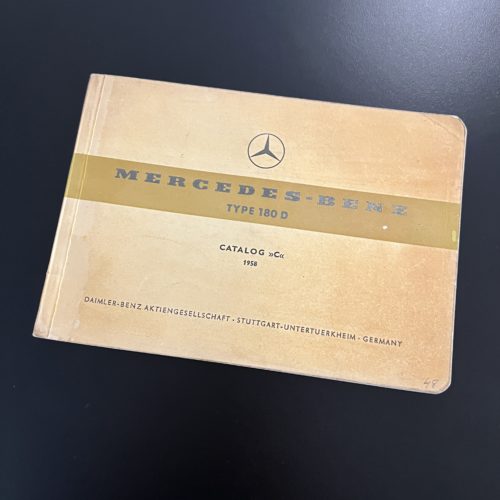 MERCEDES-BENZ
TYPE 180 D
CATALOG »C«
1958
DAIMLER-BENZ AKTIENGESELLSCHAFT · STUTTGART-UNTERTUERKHEIM · GERMANY
48